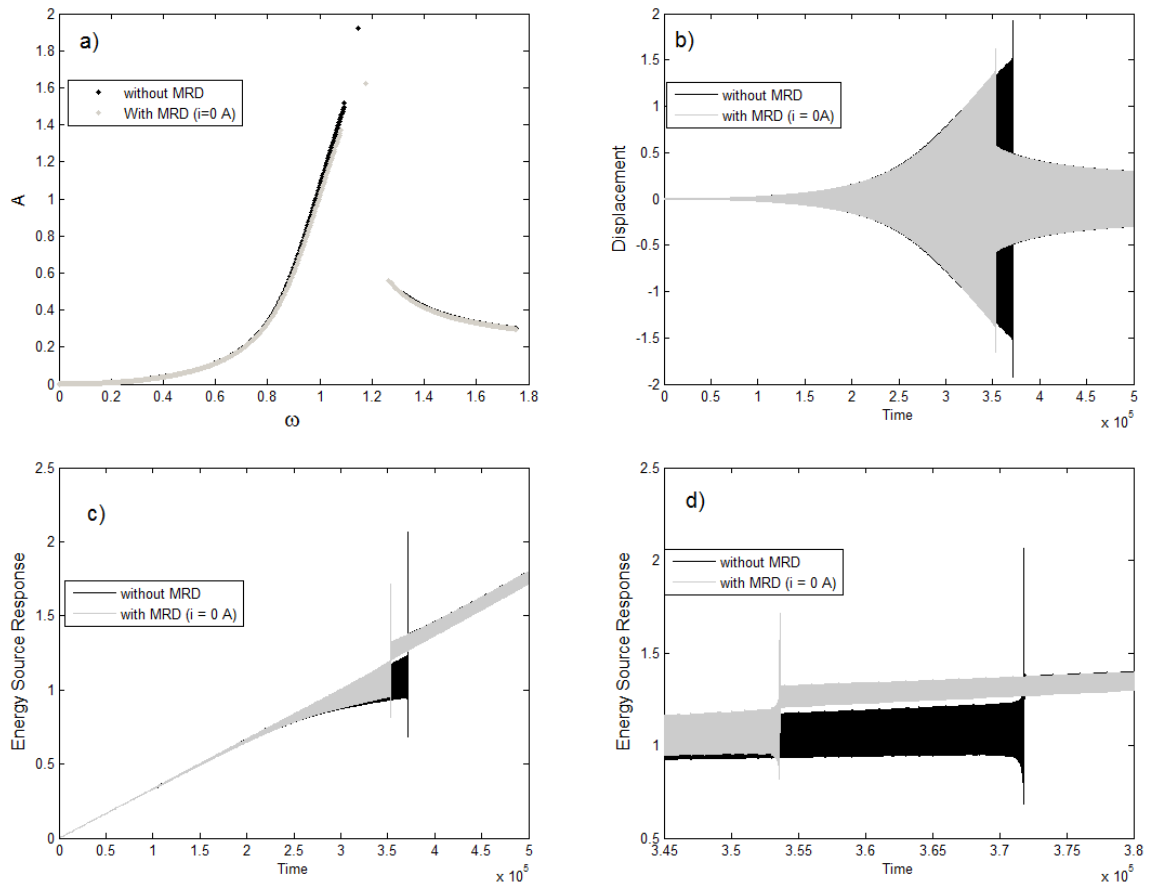 a)
2
1.8
1.6
1.4
1.2
1
0.8
0.6
0.4
0.2
0
without MRD
With MRD (i=0 A)
A
0 0.2 0.4 0.6 0.8 1 1.2 1.4 1.6 1.8
ω
b)
2
1.5
1
0.5
0
-0.5
-1
-1.5
-2
without MRD
with MRD (i = 0A)
Displacement
0 0.5 1 1.5 2 2.5 3 3.5 4 4.5 5
Time
x 10^5
c)
2.5
2
1.5
1
0.5
0
without MRD
with MRD (i = 0 A)
Energy Source Response
0 0.5 1 1.5 2 2.5 3 3.5 4 4.5 5
Time
x 10^5
d)
2.5
2
1.5
1
0.5
without MRD
with MRD (i = 0 A)
Energy Source Response
3.45 3.5 3.55 3.6 3.65 3.7 3.75 3.8
Time
x 10^5